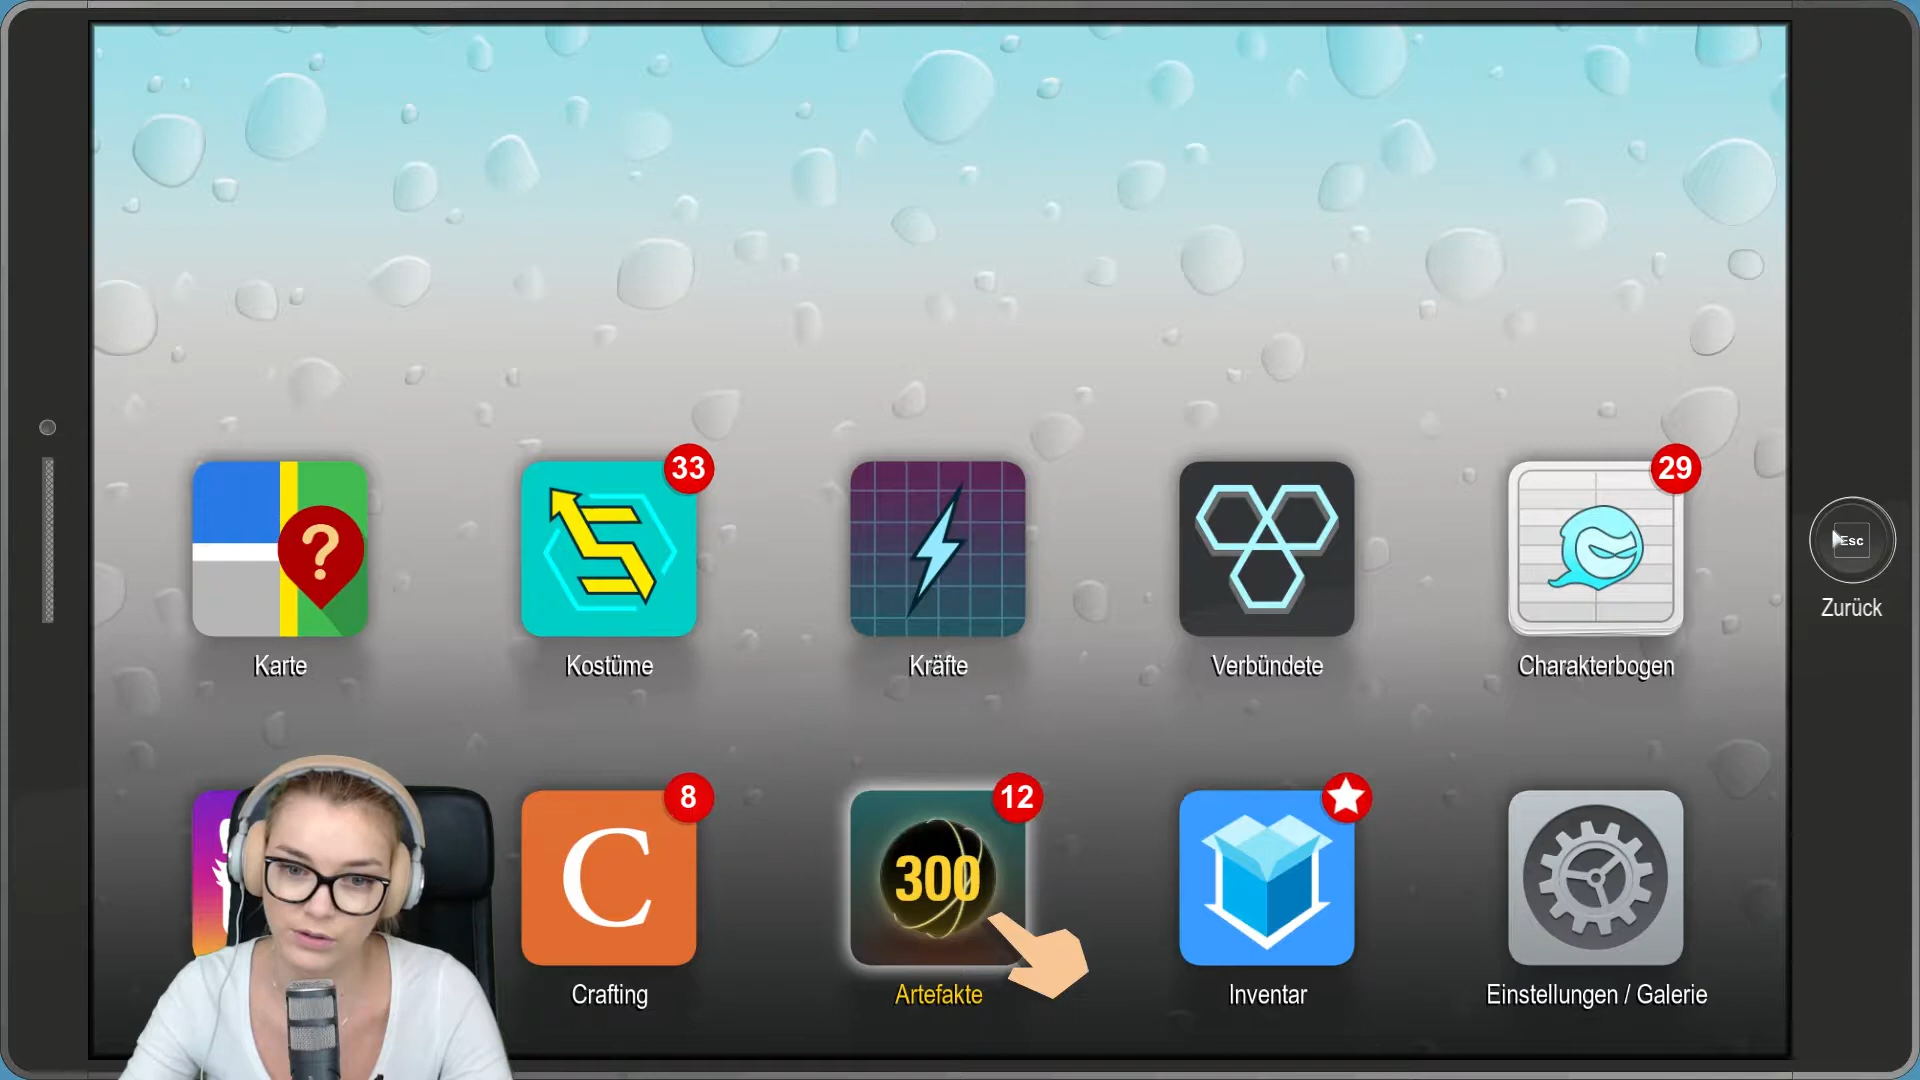 33
29
?
Esc
Zurück
Karte
Kostüme
Kräfte
Verbündete
Charakterbogen
8
12
C
300
Crafting
Artefakte
Inventar
Einstellungen / Galerie